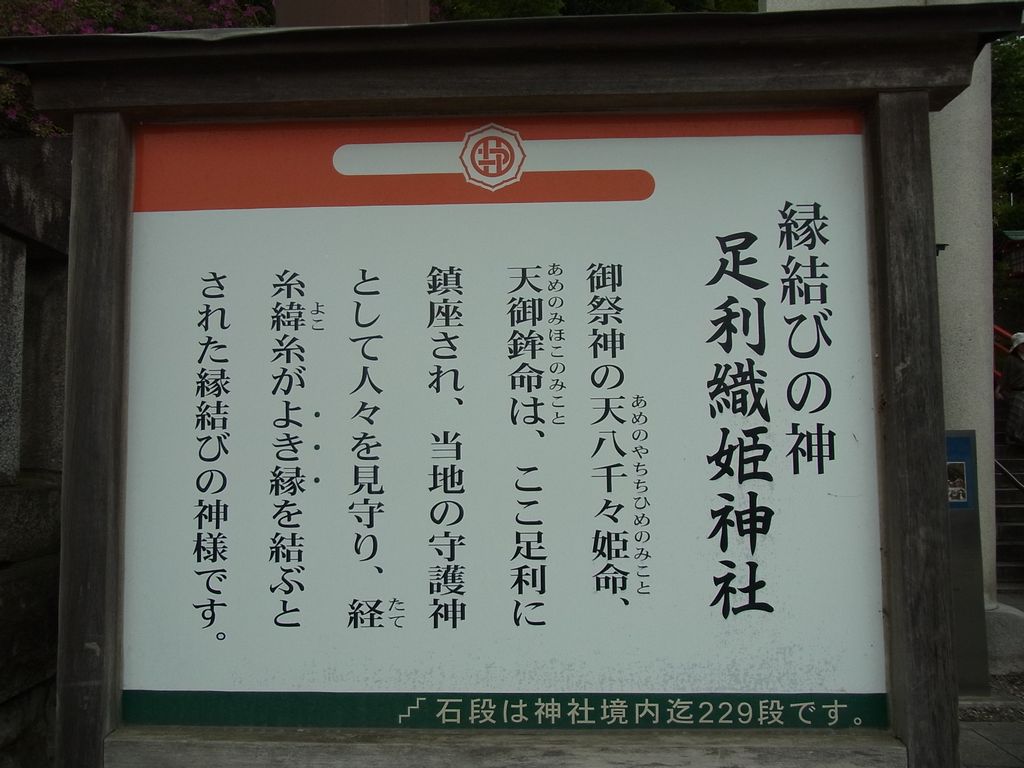 縁結びの神
足利織姫神社
御祭神の天八千々姫命、
あめのやちちひめのみこと
天御鉾命は、ここ足利に
あめのみほこのみこと
鎮座され、当地の守護神
として人々を見守り、経
たて
糸緯糸がよき縁を結ぶと
よこ
された縁結びの神様です。
石段は神社境内迄229段です。